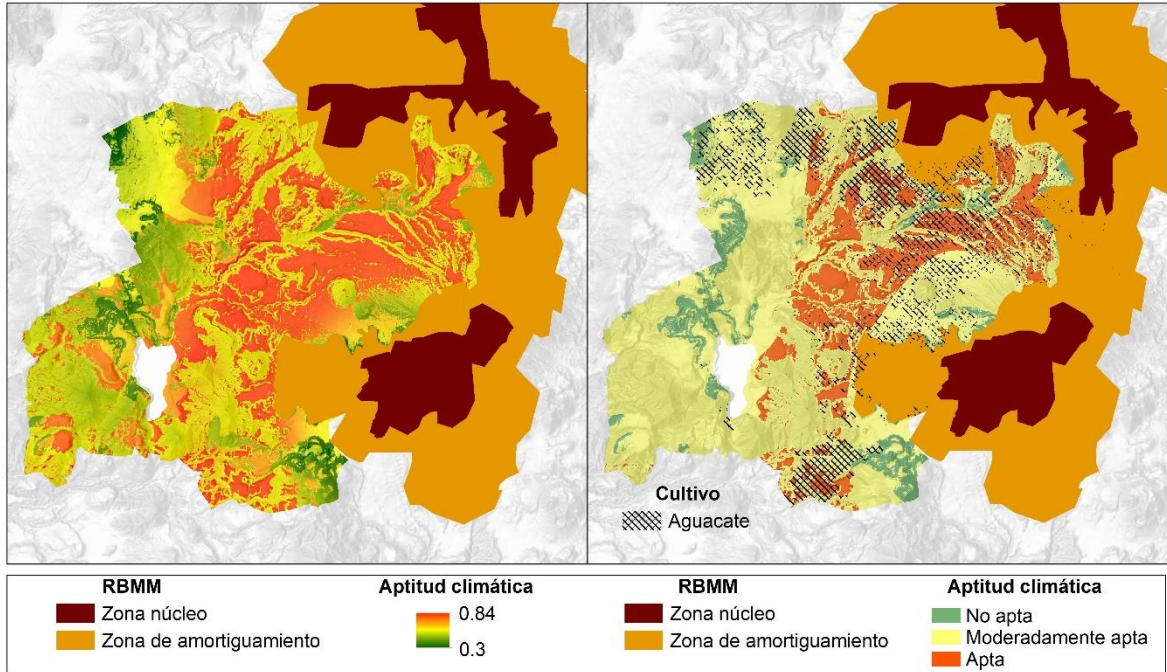 Cultivo
Aguacate
RBMM
Zona núcleo
Zona de amortiguamiento
Aptitud climática
0.84
0.3
RBMM
Zona núcleo
Zona de amortiguamiento
Aptitud climática
No apta
Moderadamente apta
Apta